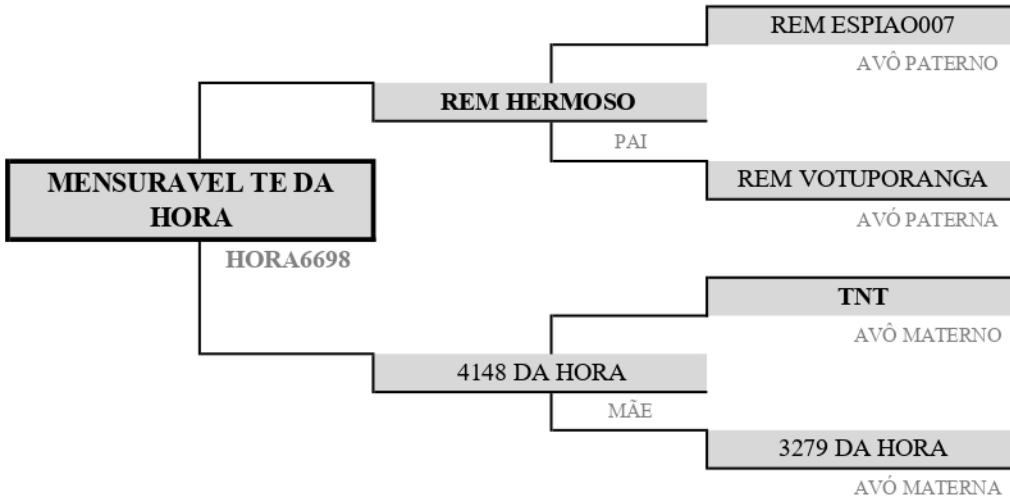 REM ESPIAO007
AVÔ PATERNO
REM HERMOSO
PAI
REM VOTUPORANGA
AVÓ PATERNA
MENSURAVEL TE DA
HORA
HORA6698
TNT
AVÔ MATERNO
4148 DA HORA
MÃE
3279 DA HORA
AVÓ MATERNA